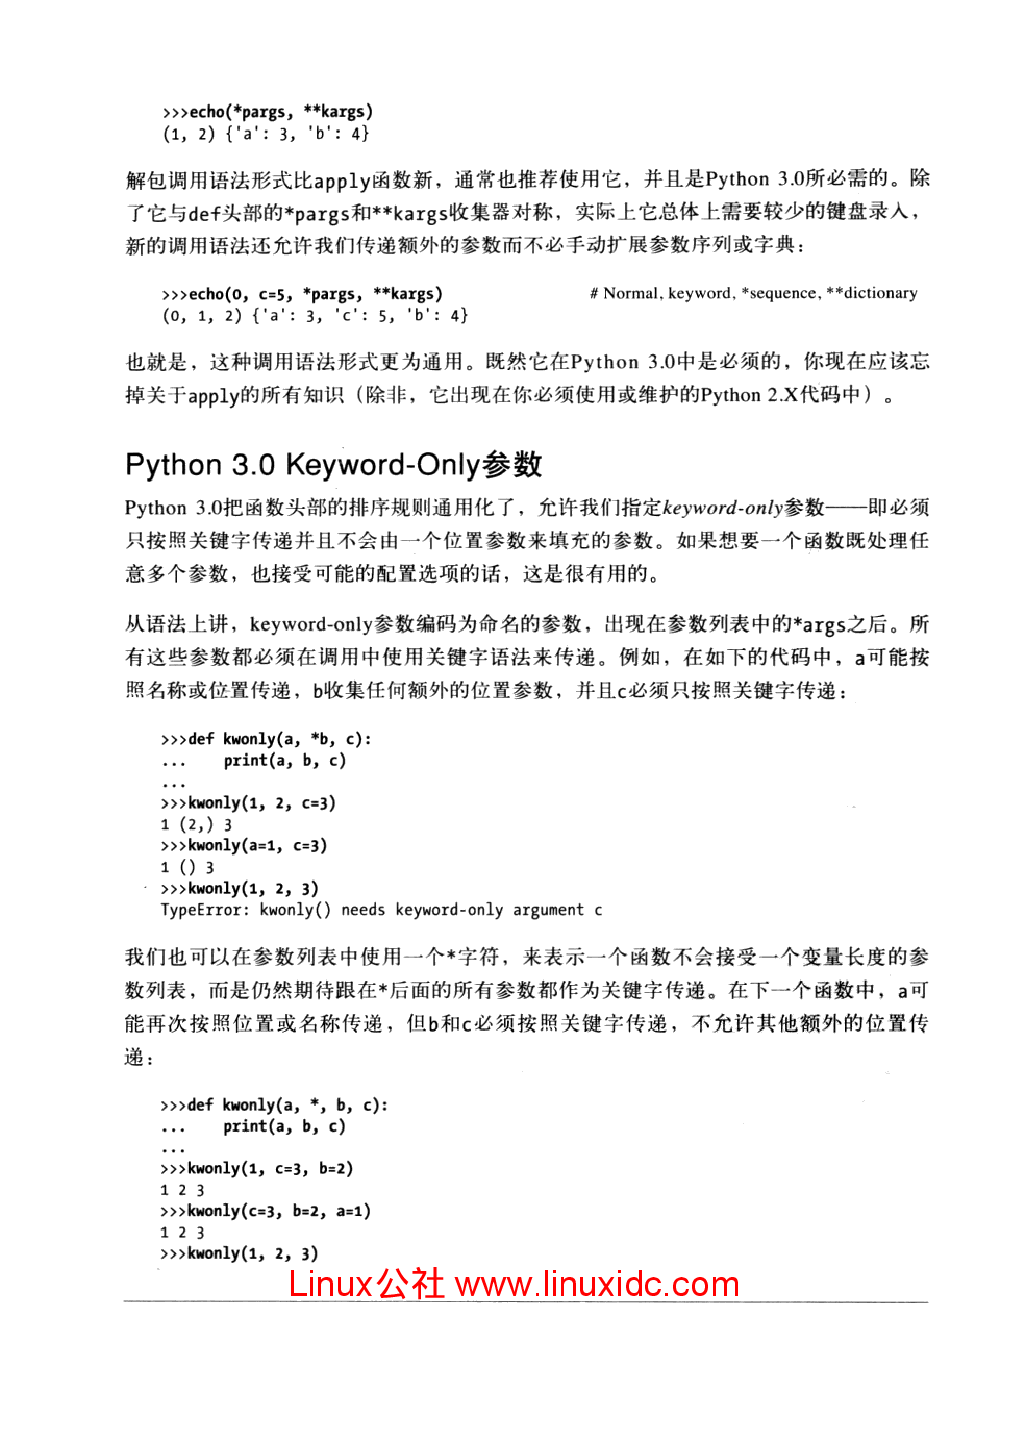 >>>echo(*pargs, **kargs)
(1, 2) {'a': 3, 'b': 4}
解包调用语法形式比apply函数新，通常也推荐使用它，并且是Python 3.0所必需的。除
了它与def头部的*pargs和**kargs收集器对称，实际上它总体上需要较少的键盘录入，
新的调用语法还允许我们传递额外的参数而不必手动扩展参数序列或字典：
>>>echo(0, c=5, *pargs, **kargs) # Normal, keyword, *sequence, **dictionary
(0, 1, 2) {'a': 3, 'c': 5, 'b': 4}
也就是，这种调用语法形式更为通用。既然它在Python 3.0中是必须的，你现在应该忘
掉关于apply的所有知识（除非，它出现在你必须使用或维护的Python 2.X代码中）。
Python 3.0 Keyword-Only参数
Python 3.0把函数头部的排序规则通用化了，允许我们指定keyword-only参数——即必须
只按照关键字传递并且不会由一个位置参数来填充的参数。如果想要一个函数既处理任
意多个参数，也接受可能的配置选项的话，这是很有用的。
从语法上讲，keyword-only参数编码为命名的参数，出现在参数列表中的*args之后。所
有这些参数都必须在调用中使用关键字语法来传递。例如，在如下的代码中，a可能按
照名称或位置传递，b收集任何额外的位置参数，并且c必须只按照关键字传递：
>>>def kwonly(a, *b, c):
...    print(a, b, c)
...
>>>kwonly(1, 2, c=3)
1 (2,) 3
>>>kwonly(a=1, c=3)
1 () 3
>>>kwonly(1, 2, 3)
TypeError: kwonly() needs keyword-only argument c
我们也可以在参数列表中使用一个*字符，来表示一个函数不会接受一个变量长度的参
数列表，而是仍然期待跟在*后面的所有参数都作为关键字传递。在下一个函数中，a可
能再次按照位置或名称传递，但b和c必须按照关键字传递，不允许其他额外的位置传
递：
>>>def kwonly(a, *, b, c):
...    print(a, b, c)
...
>>>kwonly(1, c=3, b=2)
1 2 3
>>>kwonly(c=3, b=2, a=1)
1 2 3
>>>kwonly(1, 2, 3)
Linux公社 www.linuxidc.com